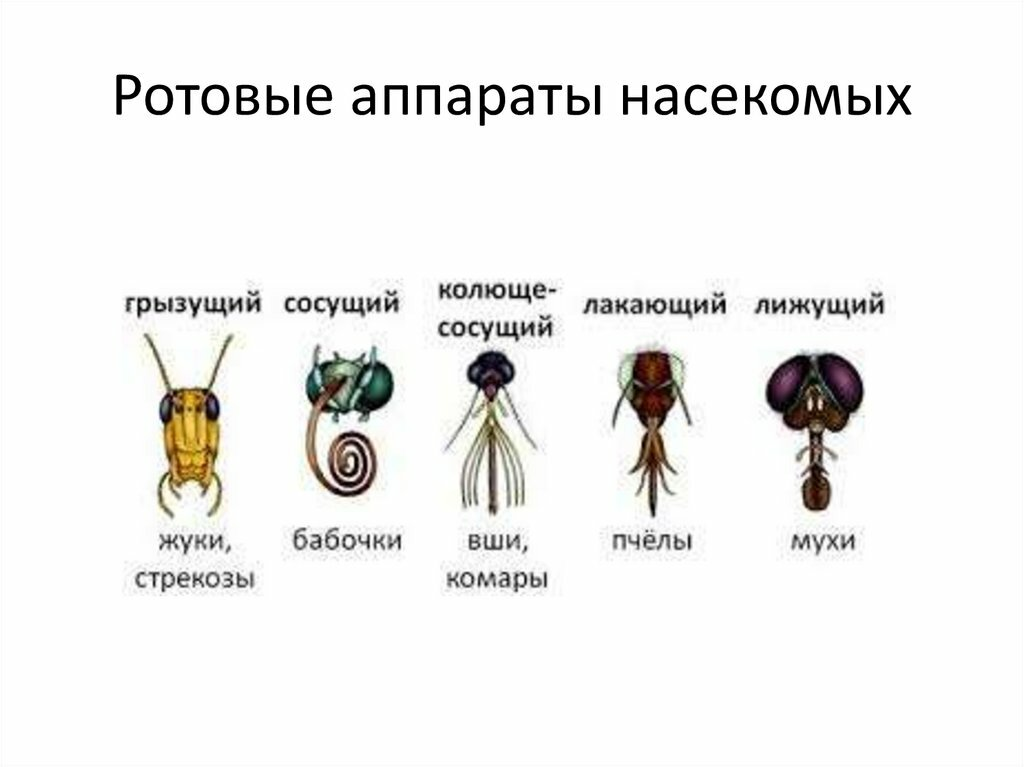 Ротовые аппараты насекомых
грызущий
сосущий
колюще-
сосущий
лакающий
лижущий
жуки,
стрекозы
бабочки
вши,
комары
пчёлы
мухи